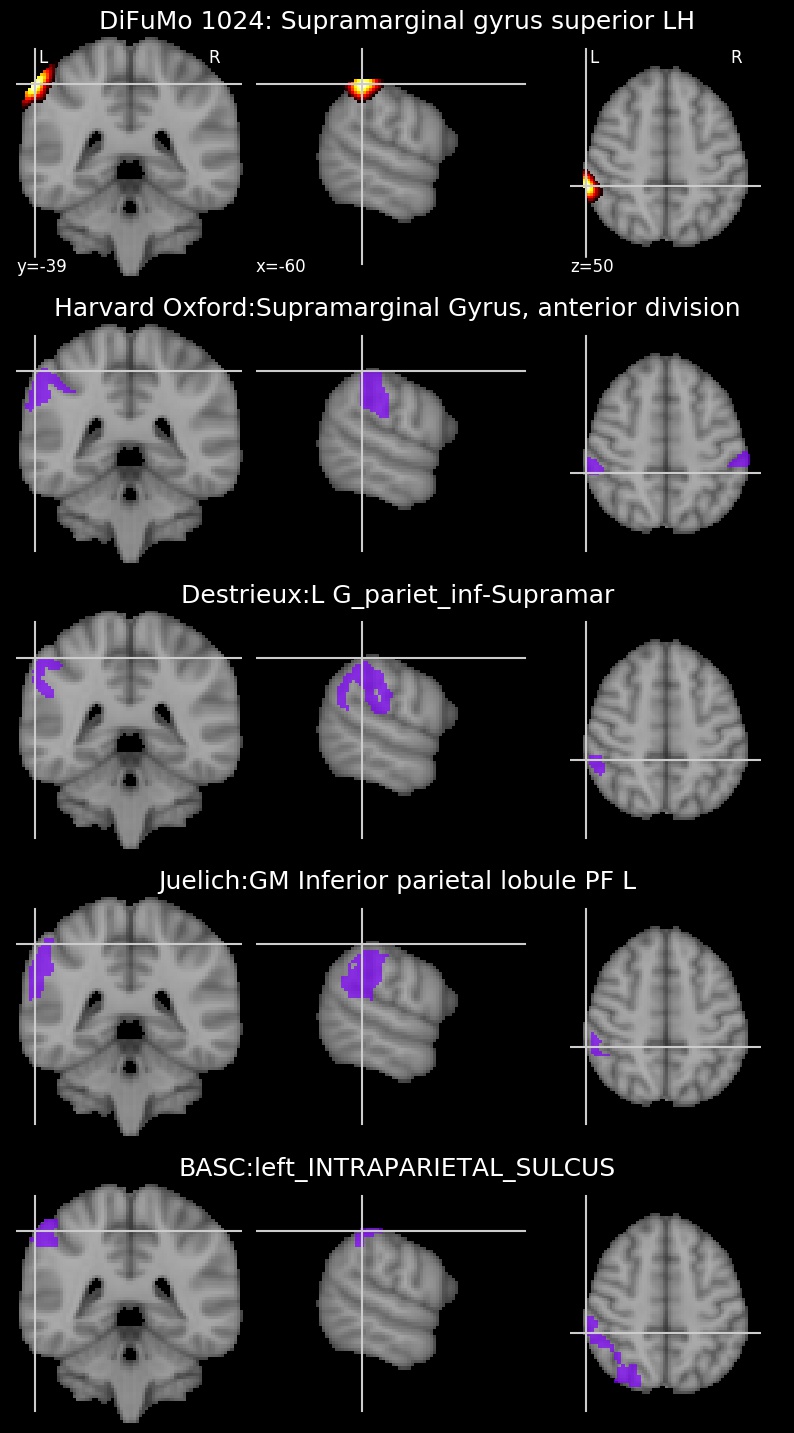 DiFuMo 1024: Supramarginal gyrus superior LH
L R L R
y=-39 x=-60 z=50
Harvard Oxford:Supramarginal Gyrus, anterior division
Destrieux:L G_pariet_inf-Supramar
Juelich:GM Inferior parietal lobule PF L
BASC:left_INTRAPARIETAL_SULCUS